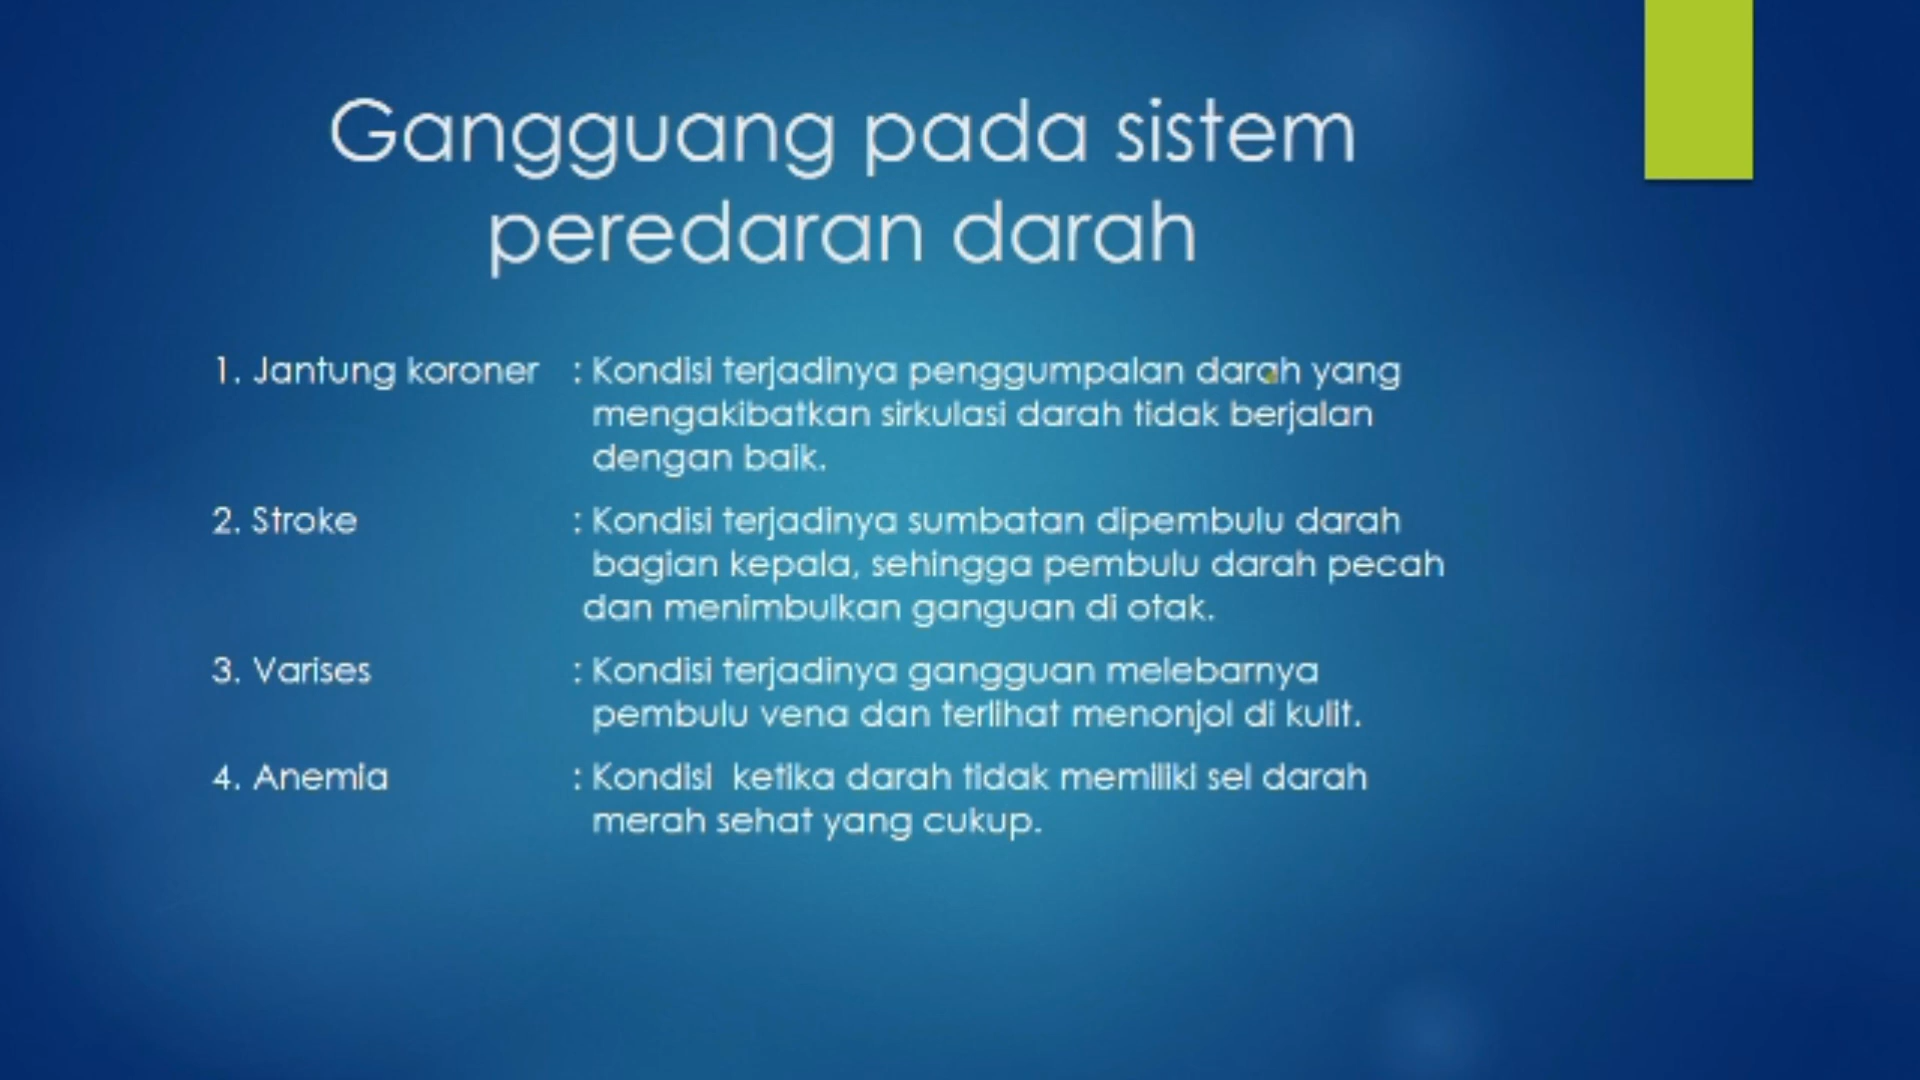 Gangguang pada sistem
peredaran darah
1. Jantung koroner : Kondisi terjadinya penggumpalan darah yang
mengakibatkan sirkulasi darah tidak berjalan
dengan baik.
2. Stroke : Kondisi terjadinya sumbatan dipembulu darah
bagian kepala, sehingga pembulu darah pecah
dan menimbulkan ganguan di otak.
3. Varises : Kondisi terjadinya gangguan melebarnya
pembulu vena dan terlihat menonjol di kulit.
4. Anemia : Kondisi ketika darah tidak memiliki sel darah
merah sehat yang cukup.